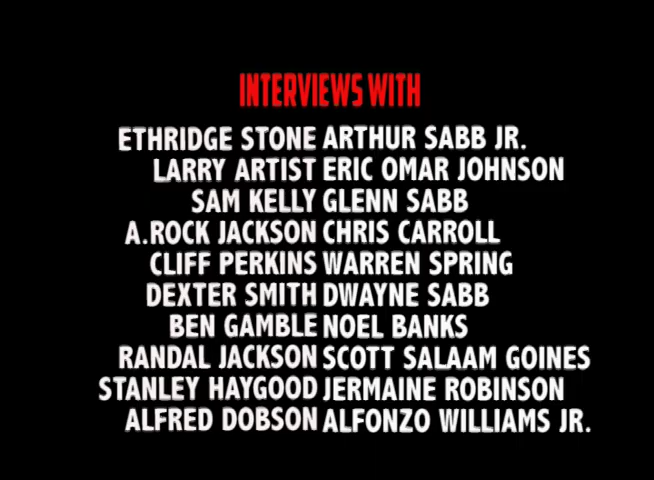 INTERVIEWS WITH
ETHRIDGE STONE ARTHUR SABB JR.
LARRY ARTIST ERIC OMAR JOHNSON
SAM KELLY GLENN SABB
A.ROCK JACKSON CHRIS CARROLL
CLIFF PERKINS WARREN SPRING
DEXTER SMITH DWAYNE SABB
BEN GAMBLE NOEL BANKS
RANDAL JACKSON SCOTT SALAAM GOINES
STANLEY HAYGOOD JERMAINE ROBINSON
ALFRED DOBSON ALFONZO WILLIAMS JR.